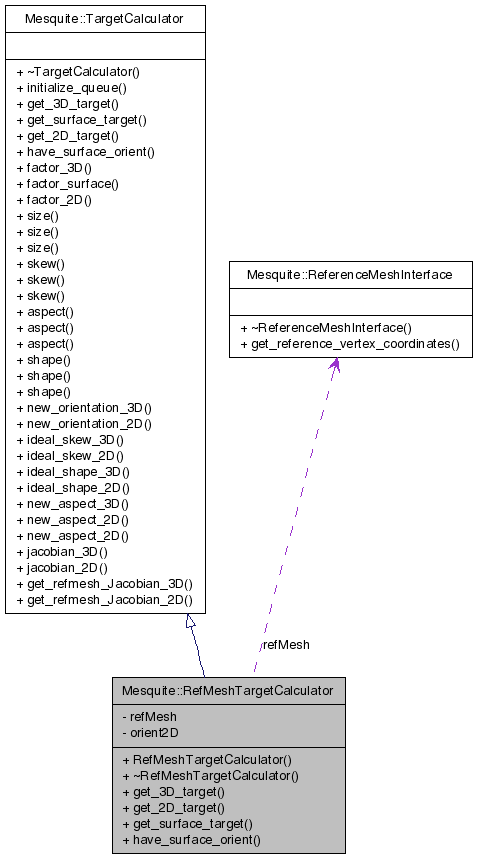 Mesquite::TargetCalculator
+ ~TargetCalculator()
+ initialize_queue()
+ get_3D_target()
+ get_surface_target()
+ get_2D_target()
+ have_surface_orient()
+ factor_3D()
+ factor_surface()
+ factor_2D()
+ size()
+ size()
+ size()
+ skew()
+ skew()
+ skew()
+ aspect()
+ aspect()
+ aspect()
+ shape()
+ shape()
+ shape()
+ new_orientation_3D()
+ new_orientation_2D()
+ ideal_skew_3D()
+ ideal_skew_2D()
+ ideal_shape_3D()
+ ideal_shape_2D()
+ new_aspect_3D()
+ new_aspect_2D()
+ new_aspect_2D()
+ jacobian_3D()
+ jacobian_2D()
+ get_refmesh_Jacobian_3D()
+ get_refmesh_Jacobian_2D()
Mesquite::ReferenceMeshInterface
+ ~ReferenceMeshInterface()
+ get_reference_vertex_coordinates()
refMesh
Mesquite::RefMeshTargetCalculator
- refMesh
- orient2D
+ RefMeshTargetCalculator()
+ ~RefMeshTargetCalculator()
+ get_3D_target()
+ get_2D_target()
+ get_surface_target()
+ have_surface_orient()